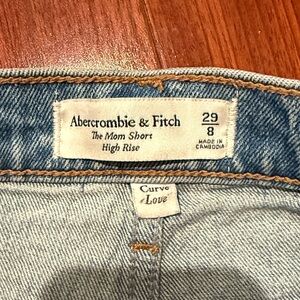 Abercrombie & Fitch
The Mom Short
High Rise
29
8
MADE IN
CAMBODIA
Curve
Love